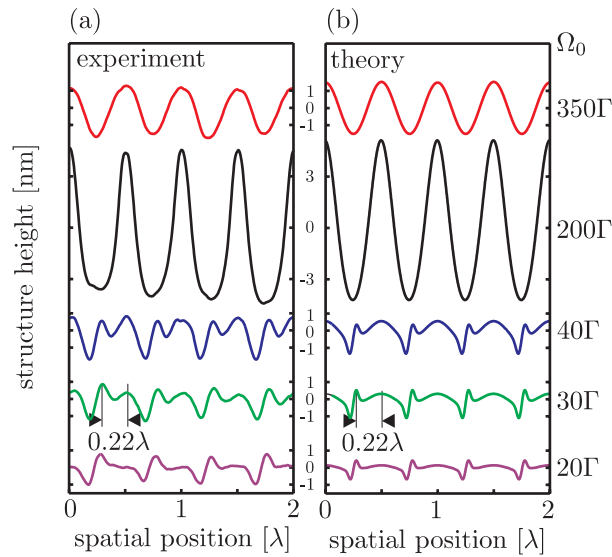 (a) (b)
experiment theory Ω₀
structure height [nm]
1
0
-1
350Γ
3
0
-3
200Γ
1
0
-1
40Γ
1
0
-1
30Γ
0.22λ 0.22λ
1
0
-1
20Γ
0 1 2 0 1 2
spatial position [λ] spatial position [λ]